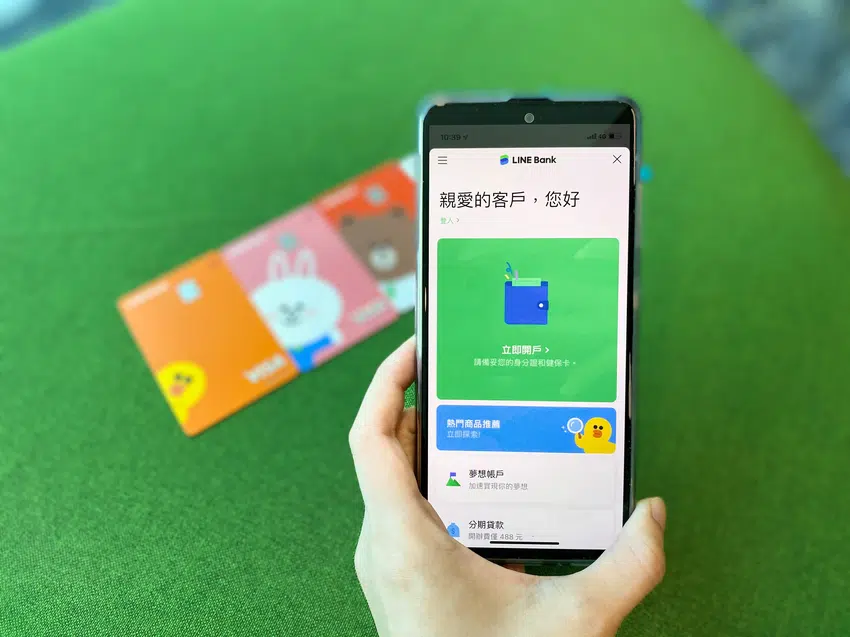 10:39
4G
LINE Bank
親愛的客戶，您好
登入 >
立即開戶 >
請備妥您的身分證和健保卡。
熱門商品推薦
立即探索!
夢想帳戶
加速實現你的夢想
分期貸款
開辦費僅 488 元
VISA